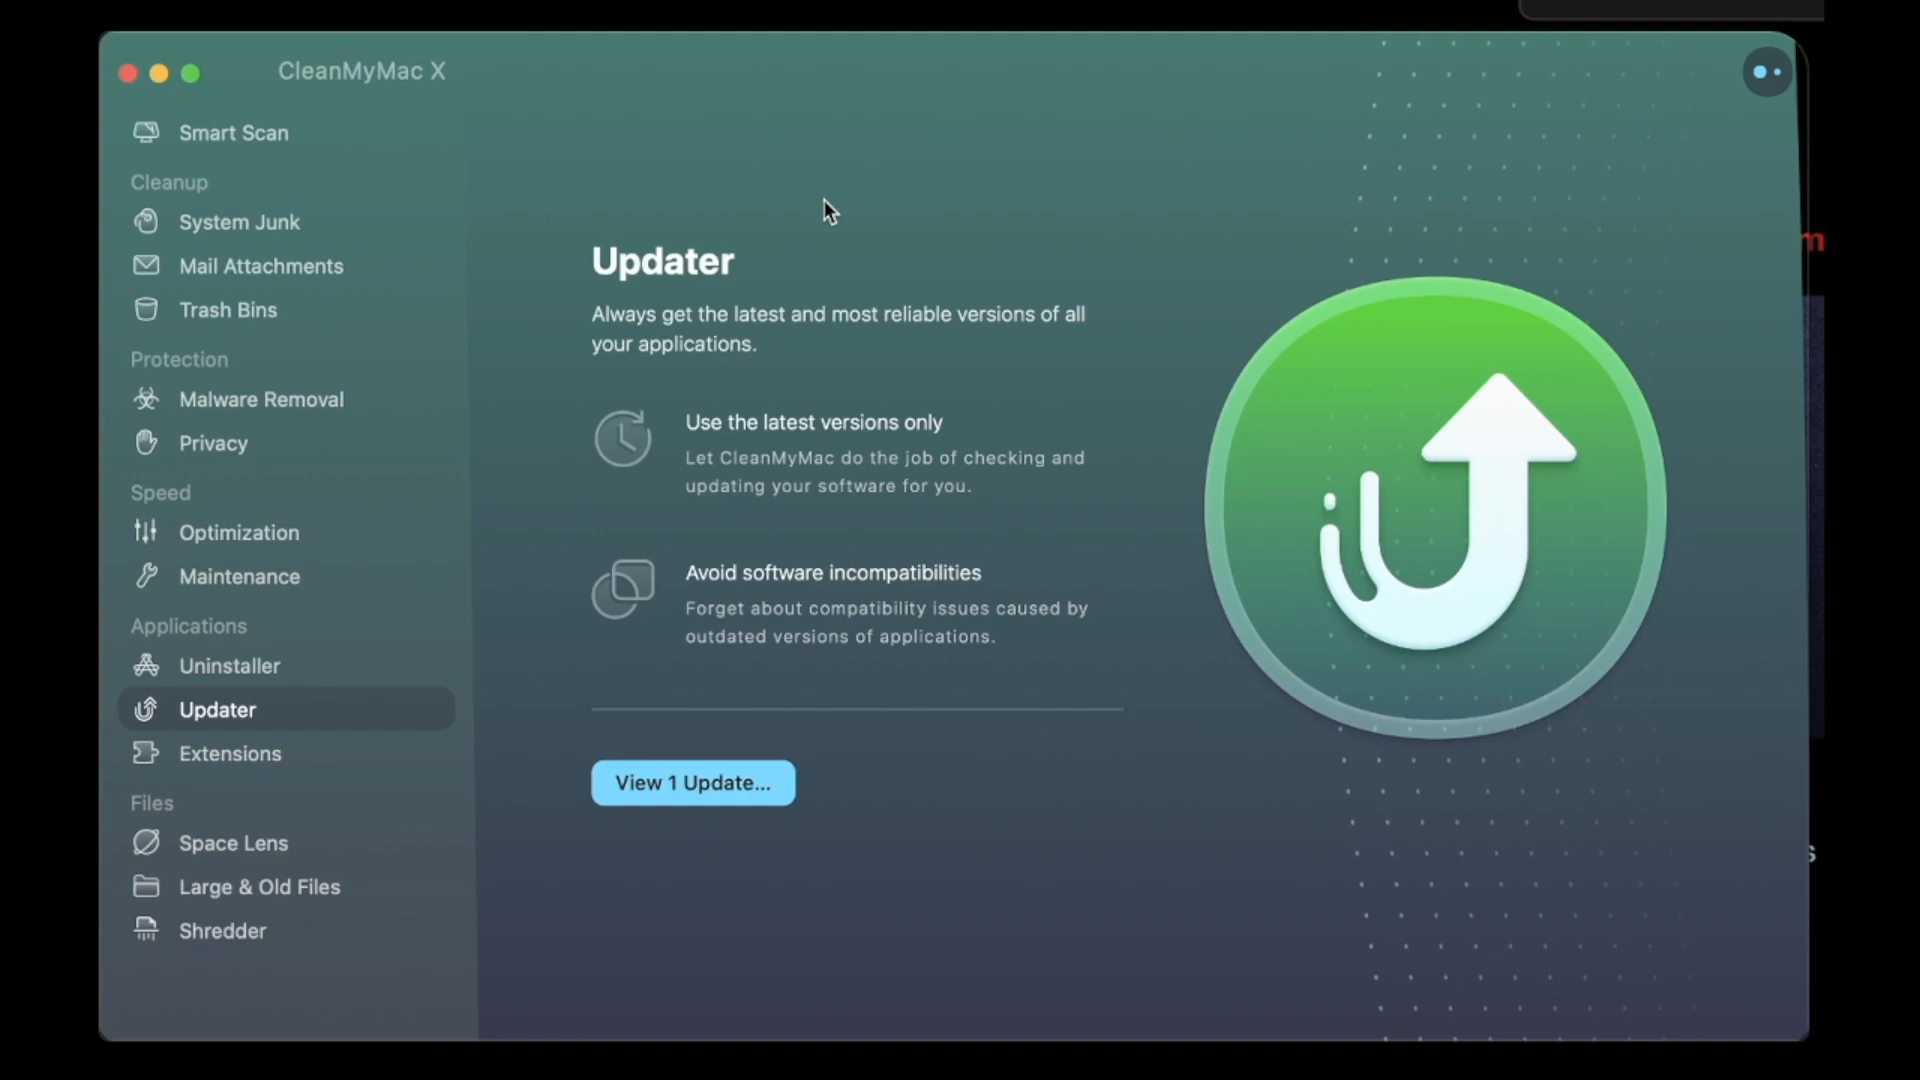 CleanMyMac X
Smart Scan
Cleanup
System Junk
Mail Attachments
Trash Bins
Protection
Malware Removal
Privacy
Speed
Optimization
Maintenance
Applications
Uninstaller
Updater
Extensions
Files
Space Lens
Large & Old Files
Shredder
Updater
Always get the latest and most reliable versions of all
your applications.
Use the latest versions only
Let CleanMyMac do the job of checking and
updating your software for you.
Avoid software incompatibilities
Forget about compatibility issues caused by
outdated versions of applications.
View 1 Update...